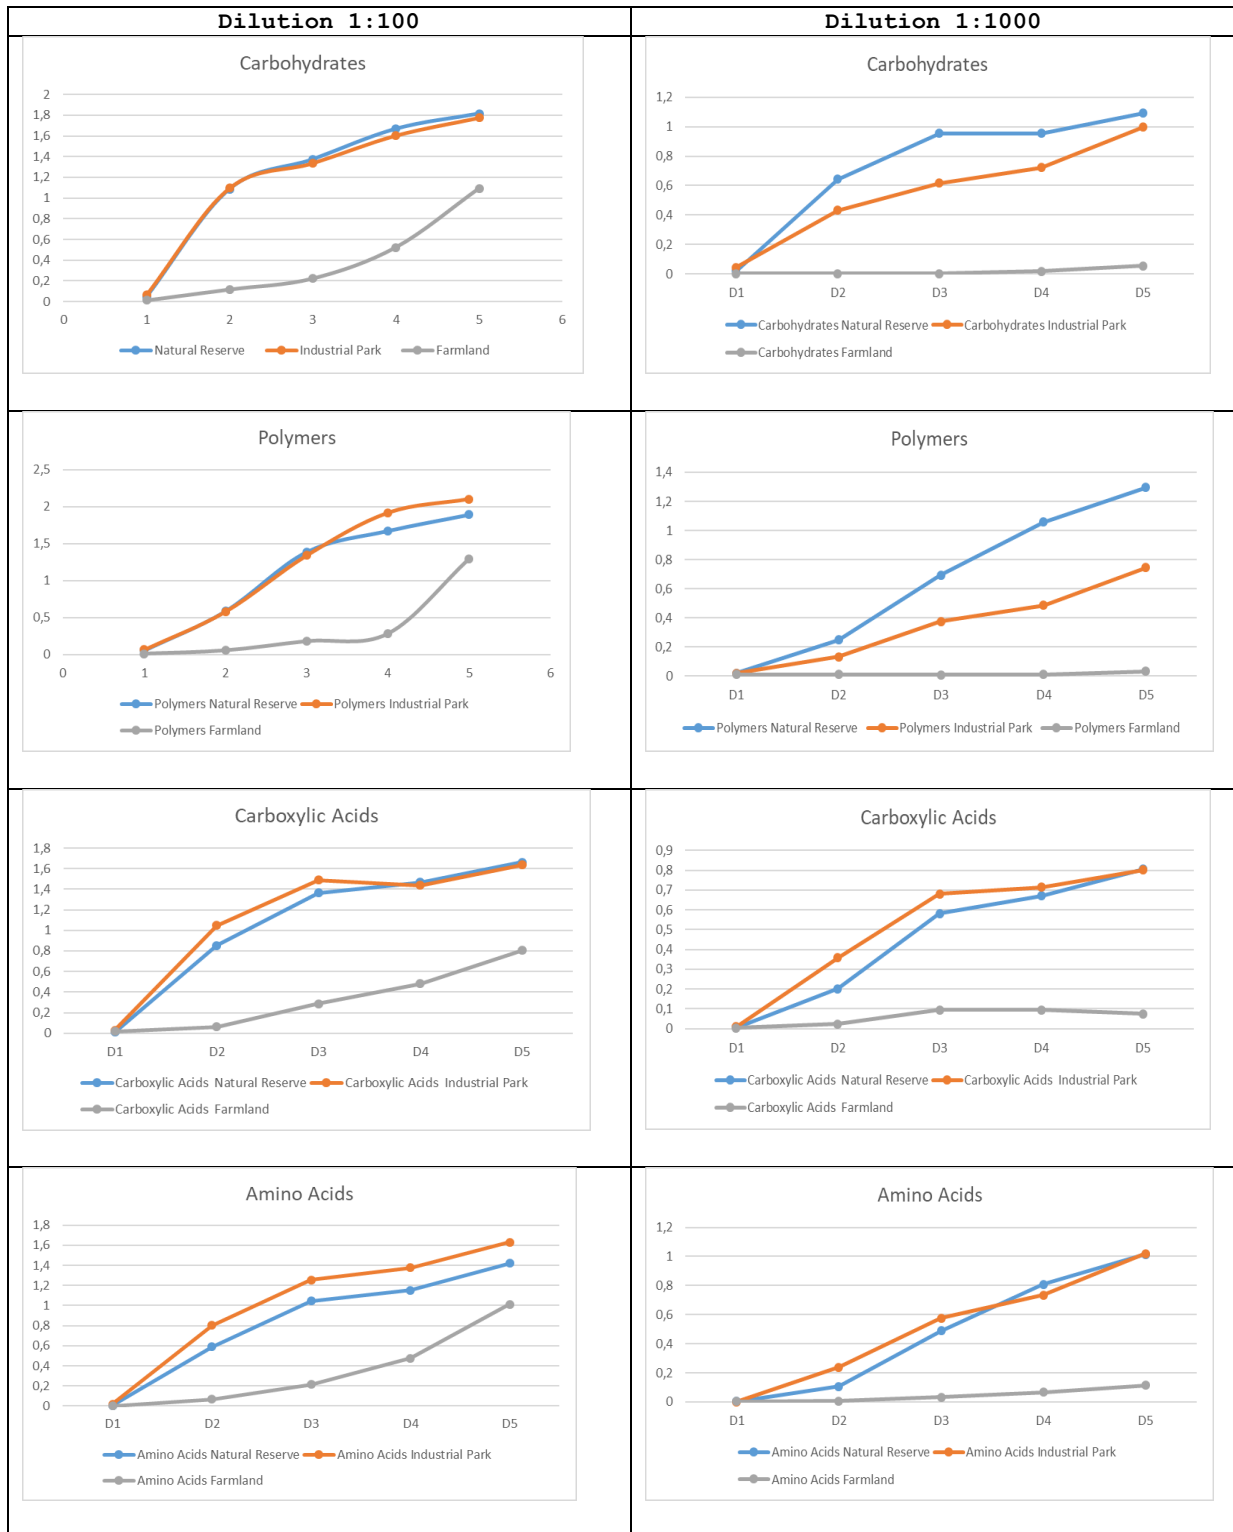 Dilution 1:100
Dilution 1:1000
Carbohydrates
2
1,8
1,6
1,4
1,2
1
0,8
0,6
0,4
0,2
0
0 1 2 3 4 5 6
Natural Reserve Industrial Park Farmland
Carbohydrates
1,2
1
0,8
0,6
0,4
0,2
0
D1 D2 D3 D4 D5
Carbohydrates Natural Reserve Carbohydrates Industrial Park
Carbohydrates Farmland
Polymers
2,5
2
1,5
1
0,5
0
0 1 2 3 4 5 6
Polymers Natural Reserve Polymers Industrial Park
Polymers Farmland
Polymers
1,4
1,2
1
0,8
0,6
0,4
0,2
0
D1 D2 D3 D4 D5
Polymers Natural Reserve Polymers Industrial Park Polymers Farmland
Carboxylic Acids
1,8
1,6
1,4
1,2
1
0,8
0,6
0,4
0,2
0
D1 D2 D3 D4 D5
Carboxylic Acids Natural Reserve Carboxylic Acids Industrial Park
Carboxylic Acids Farmland
Carboxylic Acids
0,9
0,8
0,7
0,6
0,5
0,4
0,3
0,2
0,1
0
D1 D2 D3 D4 D5
Carboxylic Acids Natural Reserve Carboxylic Acids Industrial Park
Carboxylic Acids Farmland
Amino Acids
1,8
1,6
1,4
1,2
1
0,8
0,6
0,4
0,2
0
D1 D2 D3 D4 D5
Amino Acids Natural Reserve Amino Acids Industrial Park
Amino Acids Farmland
Amino Acids
1,2
1
0,8
0,6
0,4
0,2
0
D1 D2 D3 D4 D5
Amino Acids Natural Reserve Amino Acids Industrial Park
Amino Acids Farmland